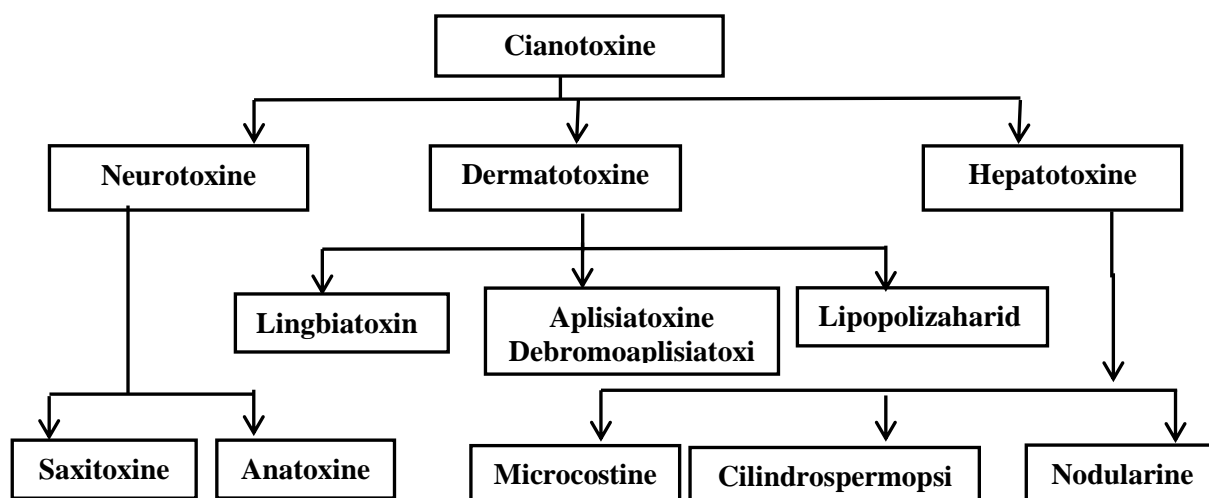 Cianotoxine
Neurotoxine
Dermatotoxine
Hepatotoxine
Lingbiatoxin
Aplisiatoxine
Debromoaplisiatoxi
Lipopolizaharid
Saxitoxine
Anatoxine
Microcostine
Cilindrospermopsi
Nodularine